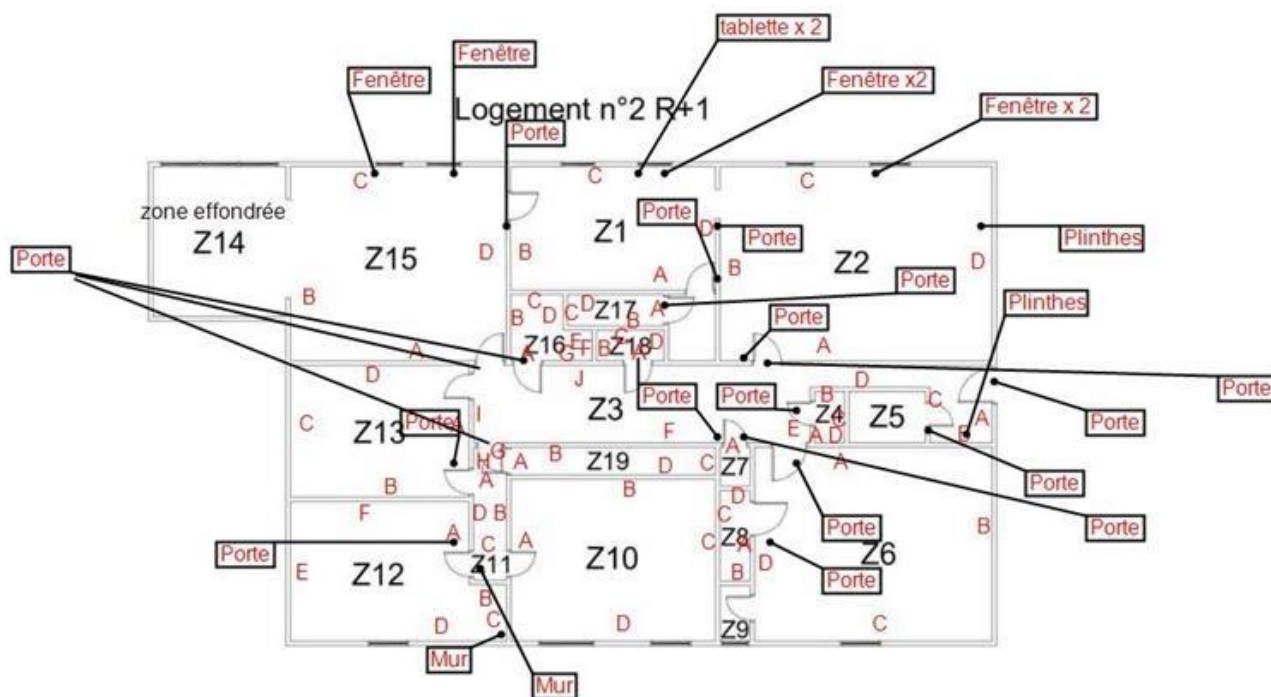 tablette x 2
Fenêtre
Fenêtre
Fenêtre x2
Fenêtre x 2
Logement n°2 R+1
Porte
C
C
C
zone effondrée
Z14
Z15
D
B
Z1
D
Porte
Porte
B
Z2
D
Plinthes
Porte
B
A
C
B
D
C
D
Z17
B
A
Porte
Plinthes
Z16
E
F
G
A
B
C
Z18
D
A
Porte
A
A
D
J
D
Porte
C
Z13
Porte
A
I
Z3
Porte
F
Porte
B
E
Z4
C
A
D
Z5
C
B
A
Porte
G
H
A
B
Z19
D
C
A
Z7
A
Porte
B
A
B
D
B
Porte
Porte
F
D
B
C
A
C
D
Z8
A
B
D
Z6
B
Porte
A
E
Z12
Z11
A
Z10
C
Porte
B
C
D
D
Z9
C
Mur
Mur